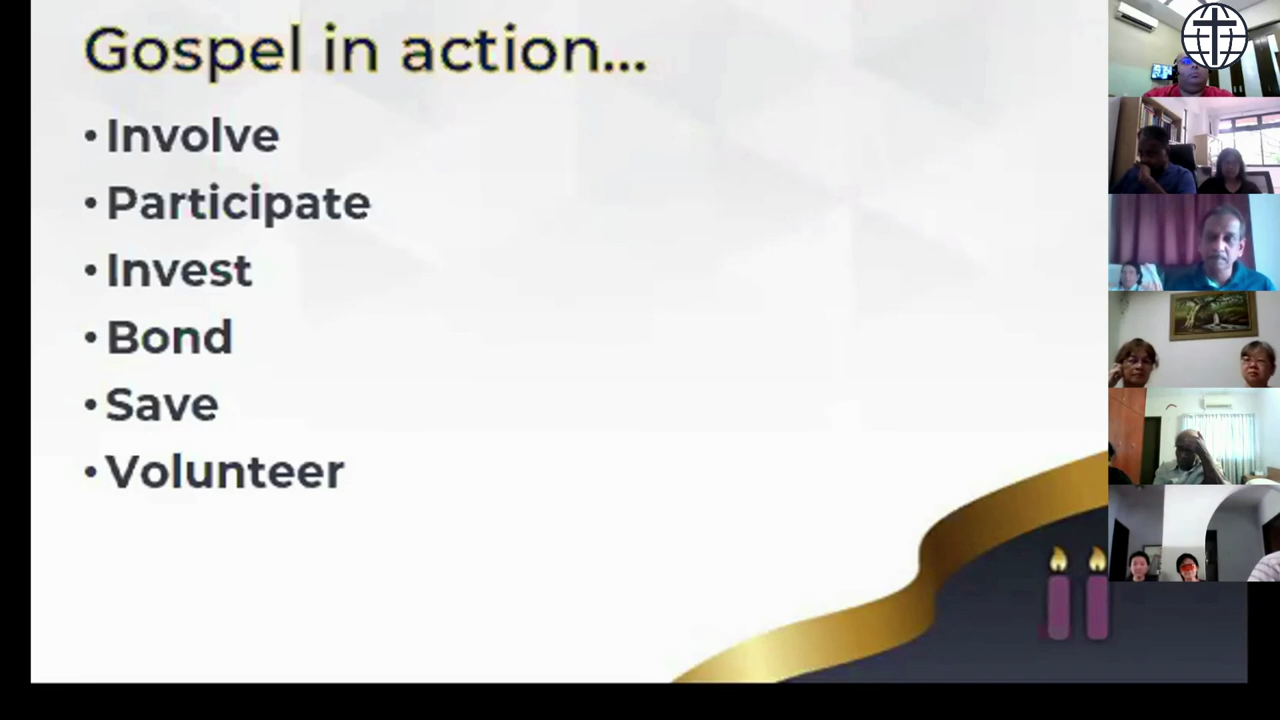 Gospel in action...
• Involve
• Participate
• Invest
• Bond
• Save
• Volunteer